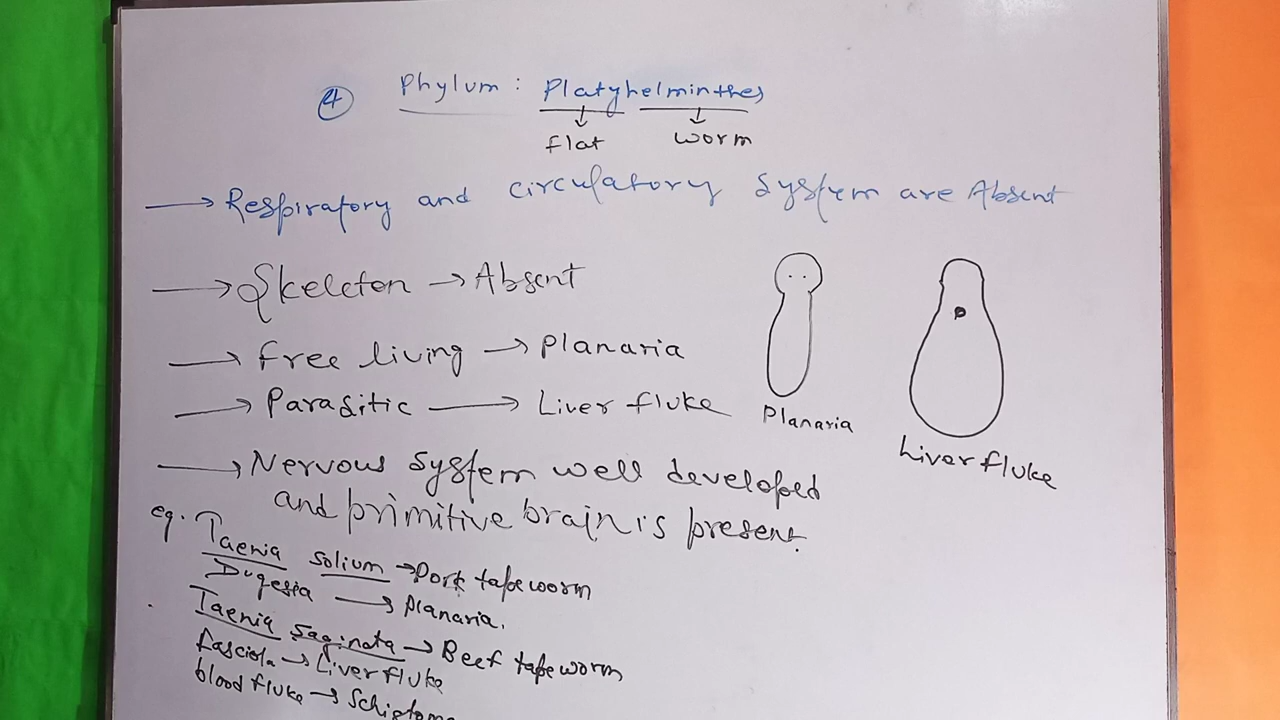 ④ Phylum : Platyhelminthes
flat worm
→ Respiratory and circulatory system are Absent
→ Skeleton → Absent
→ free living → Planaria
→ Parasitic → Liver fluke
Planaria
Liver fluke
→ Nervous system well developed
and primitive brain is present.
eg. Taenia solium → Pork tapeworm
Dugesia → Planaria.
Taenia saginata → Beef tapeworm
fasciola → Liver fluke
blood fluke →